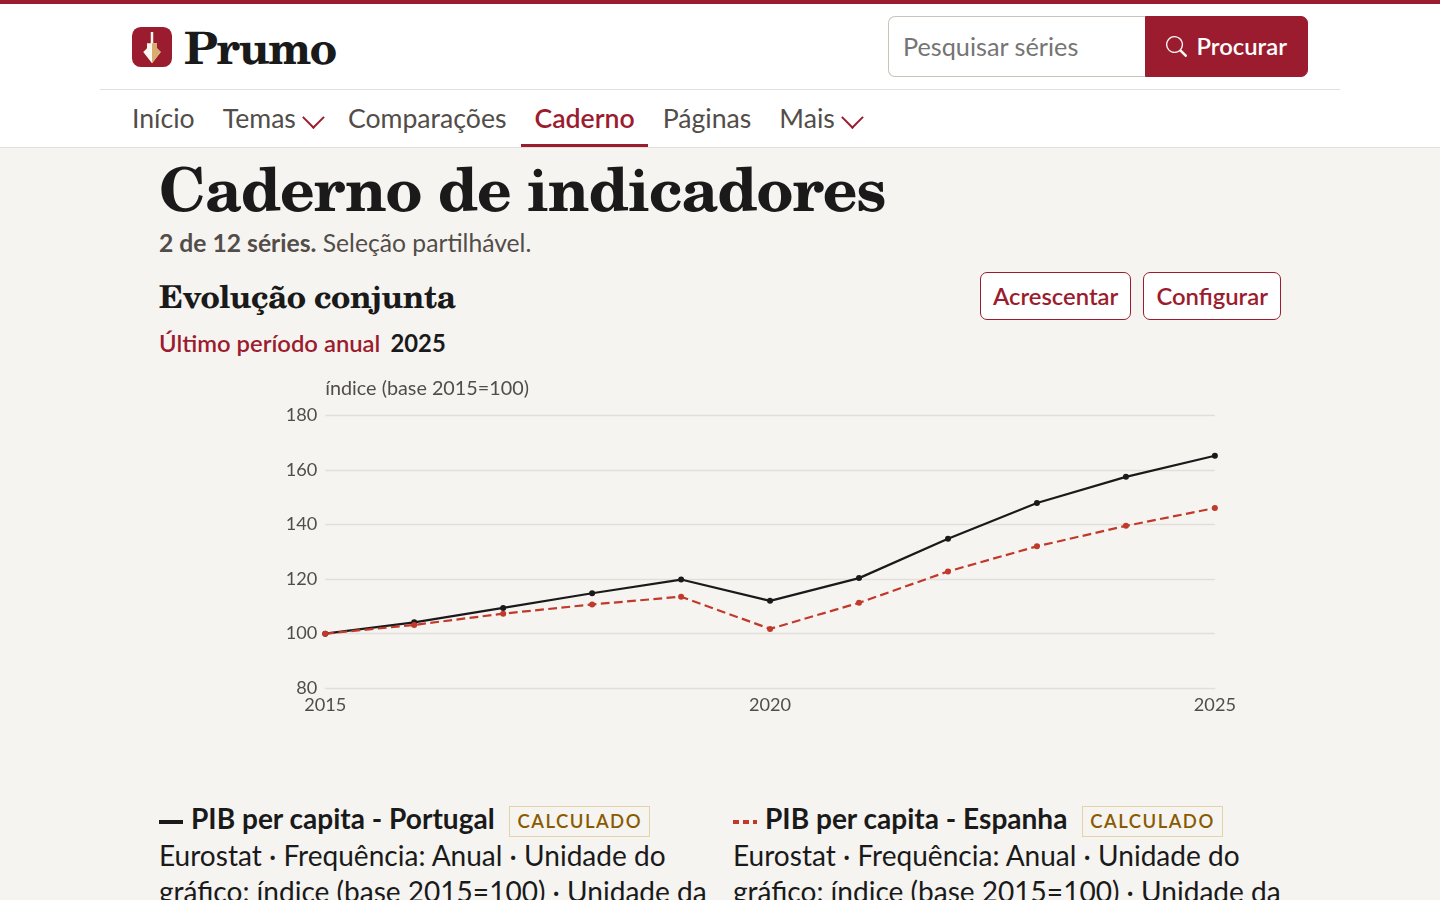 Prumo
Pesquisar séries
Procurar
Início Temas Comparações Caderno Páginas Mais
Caderno de indicadores
2 de 12 séries. Seleção partilhável.
Evolução conjunta
Acrescentar Configurar
Último período anual 2025
índice (base 2015=100)
180
160
140
120
100
80
2015 2020 2025
PIB per capita - Portugal CALCULADO
Eurostat · Frequência: Anual · Unidade do
gráfico: índice (base 2015=100) · Unidade da
PIB per capita - Espanha CALCULADO
Eurostat · Frequência: Anual · Unidade do
gráfico: índice (base 2015=100) · Unidade da